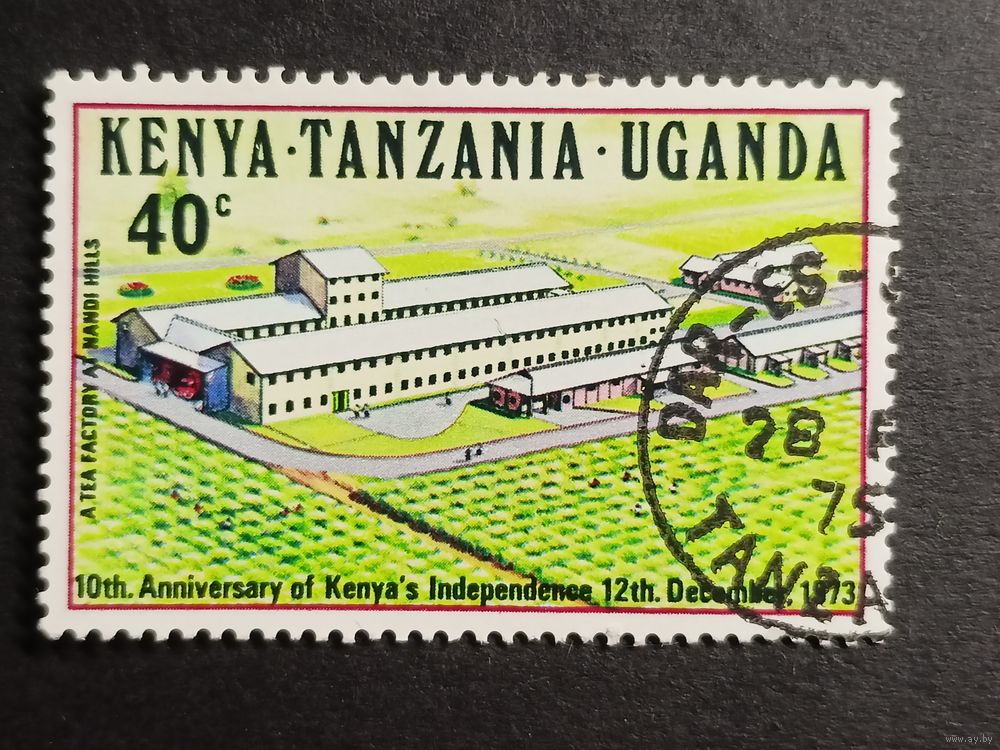 KENYA·TANZANIA·UGANDA
40c
A TEA FACTORY AT NANDI HILLS
DAR-ES-S
28 F
75
TANZA
10th. Anniversary of Kenya's Independence 12th. December, 1973
www.ay.by